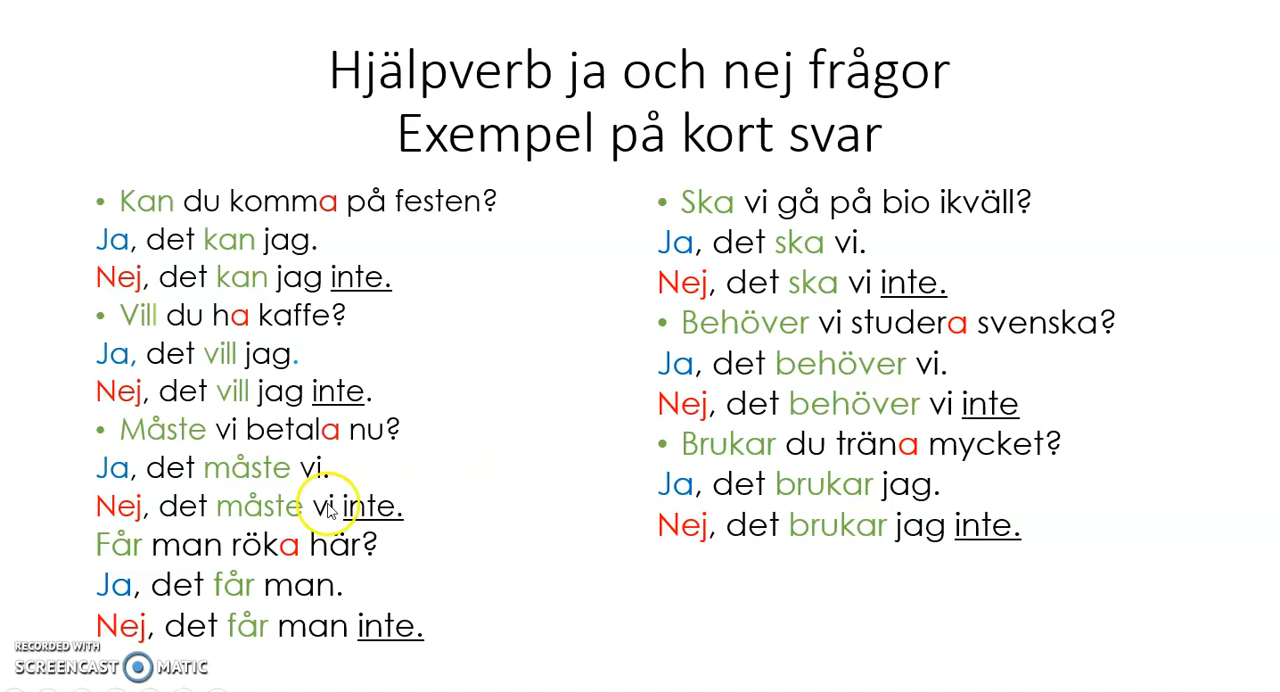 Hjälpverb ja och nej frågor
Exempel på kort svar
• Kan du komma på festen?
Ja, det kan jag.
Nej, det kan jag inte.
• Vill du ha kaffe?
Ja, det vill jag.
Nej, det vill jag inte.
• Måste vi betala nu?
Ja, det måste vi.
Nej, det måste vi inte.
Får man röka här?
Ja, det får man.
Nej, det får man inte.
• Ska vi gå på bio ikväll?
Ja, det ska vi.
Nej, det ska vi inte.
• Behöver vi studera svenska?
Ja, det behöver vi.
Nej, det behöver vi inte
• Brukar du träna mycket?
Ja, det brukar jag.
Nej, det brukar jag inte.
RECORDED WITH
SCREENCAST MATIC